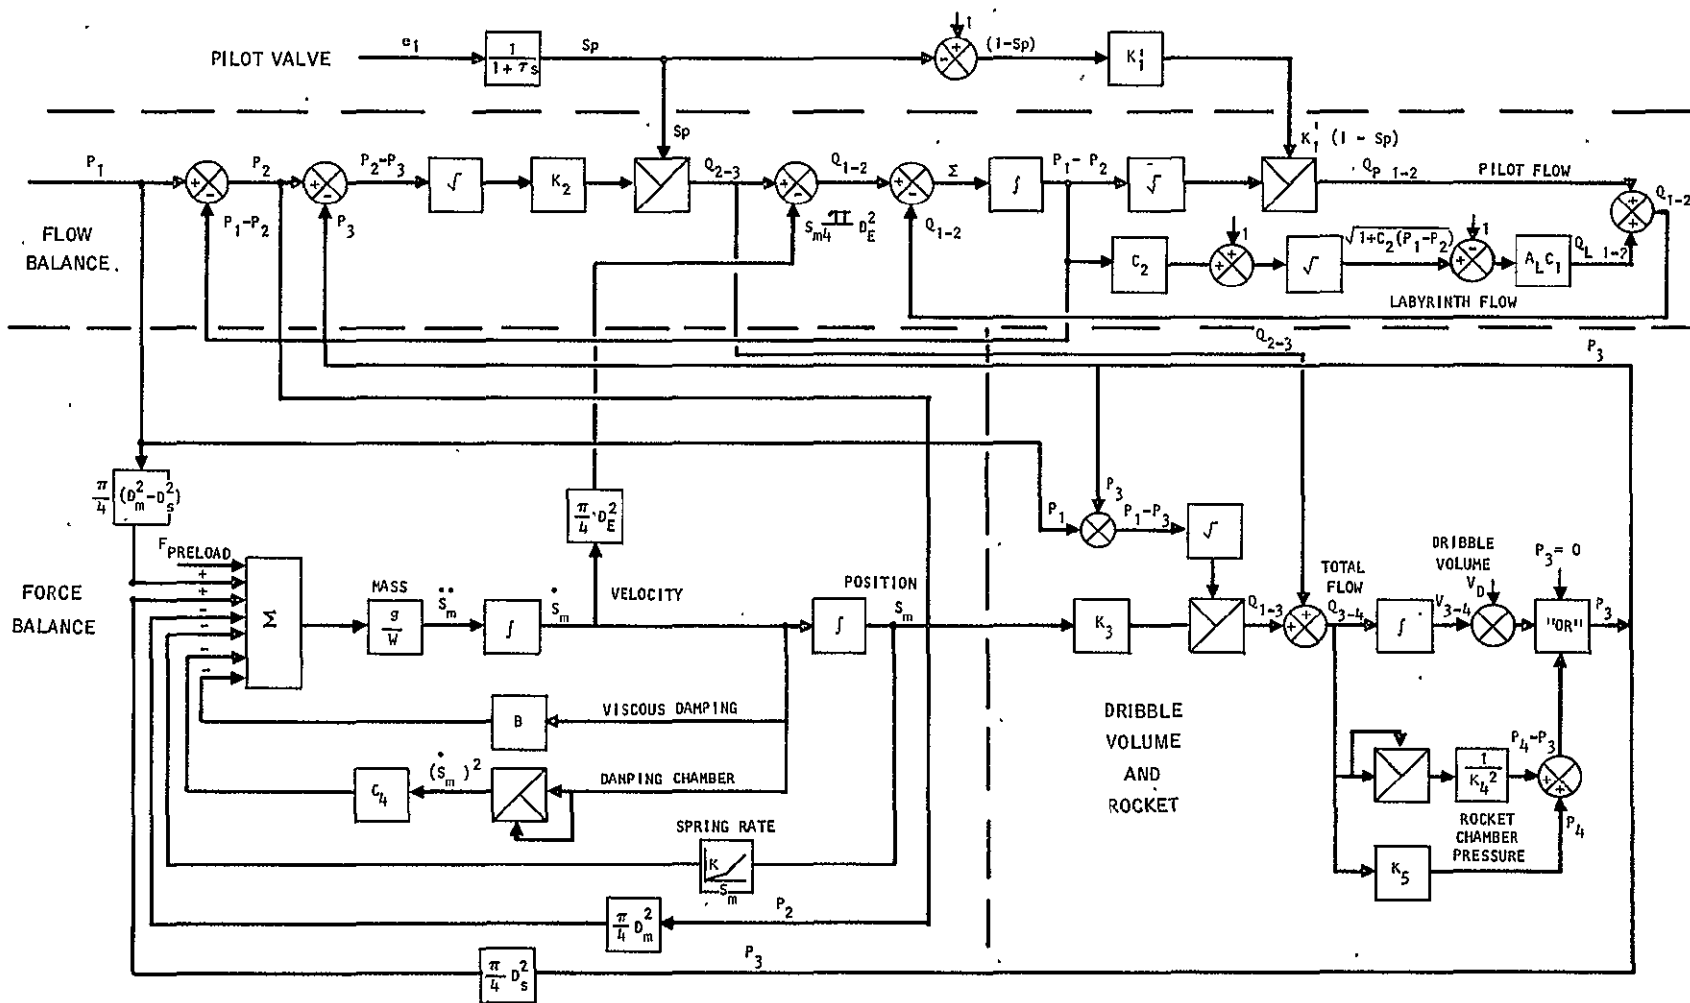 PILOT VALVE
e1
1
1 + τs
Sp
1
(1-Sp)
K1'
Sp
K1' (1 - Sp)
P1
P2
P2-P3
√
K2
Q2-3
Q1-2
Σ
∫
P1 - P2
√
QP 1-2
PILOT FLOW
Q1-2
P1-P2
P3
Sm π/4 DE²
Q1-2
FLOW
BALANCE.
C2
1
√
√1+C2(P1-P2)
1
ALC1
QL 1-2
LABYRINTH FLOW
Q2-3
P3
π/4 (Dm²-Ds²)
π/4 DE²
P3
P1
P1-P3
√
FPRELOAD
FORCE
BALANCE
Σ
MASS
g
W
S̈m
∫
Ṡm
VELOCITY
∫
POSITION
Sm
K3
Q1-3
TOTAL
FLOW
Q3-4
∫
V3-4
DRIBBLE
VOLUME
VD
P3 = 0
"OR"
P3
B
VISCOUS DAMPING
C4
(Ṡm)²
DAMPING CHAMBER
SPRING RATE
K
Sm
DRIBBLE
VOLUME
AND
ROCKET
1
K4²
P4-P3
ROCKET
CHAMBER
PRESSURE
P4
K5
π/4 Dm²
P2
π/4 Ds²
P3